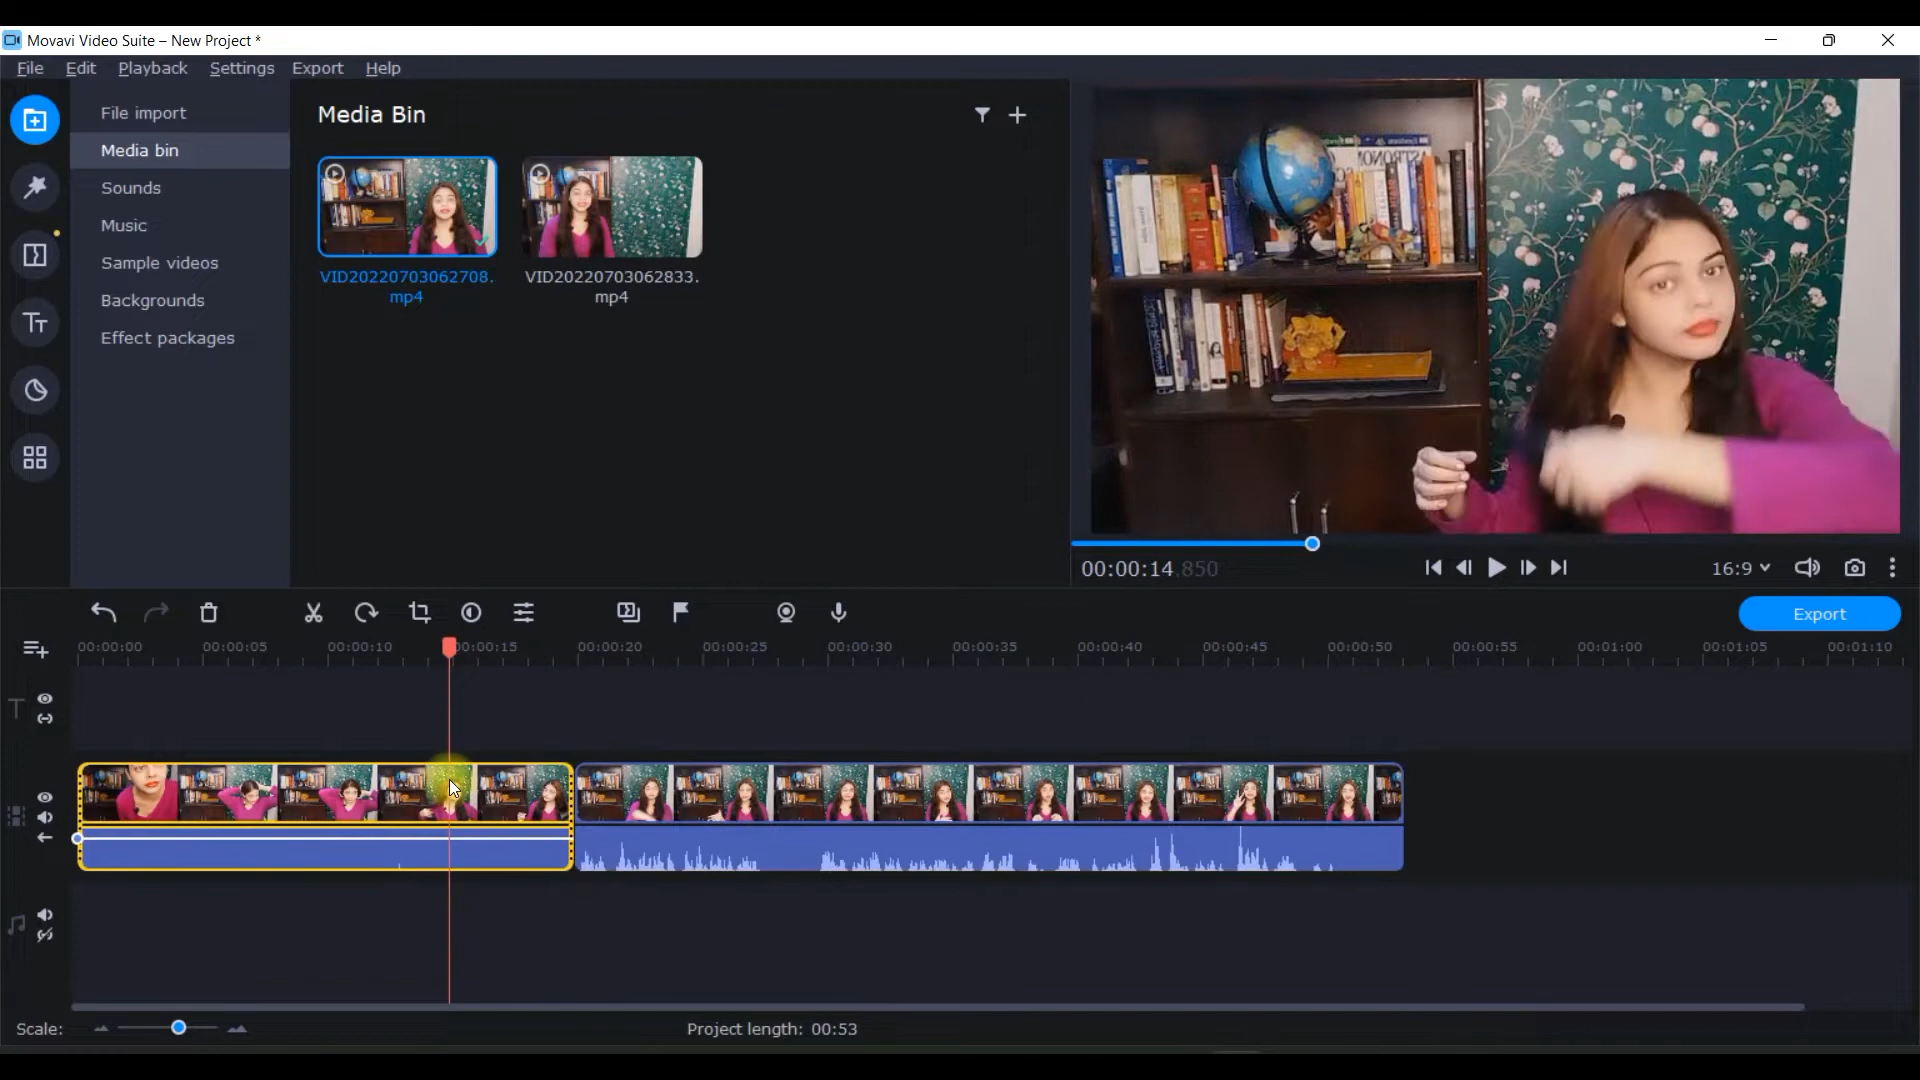 Movavi Video Suite – New Project *
File Edit Playback Settings Export Help
File import
Media bin
Sounds
Music
Sample videos
Backgrounds
Effect packages
Media Bin
VID20220703062708.
mp4
VID20220703062833.
mp4
00:00:14.850
16:9
Export
00:00:00 00:00:05 00:00:10 00:00:15 00:00:20 00:00:25 00:00:30 00:00:35 00:00:40 00:00:45 00:00:50 00:00:55 00:01:00 00:01:05 00:01:10
Scale:
Project length: 00:53